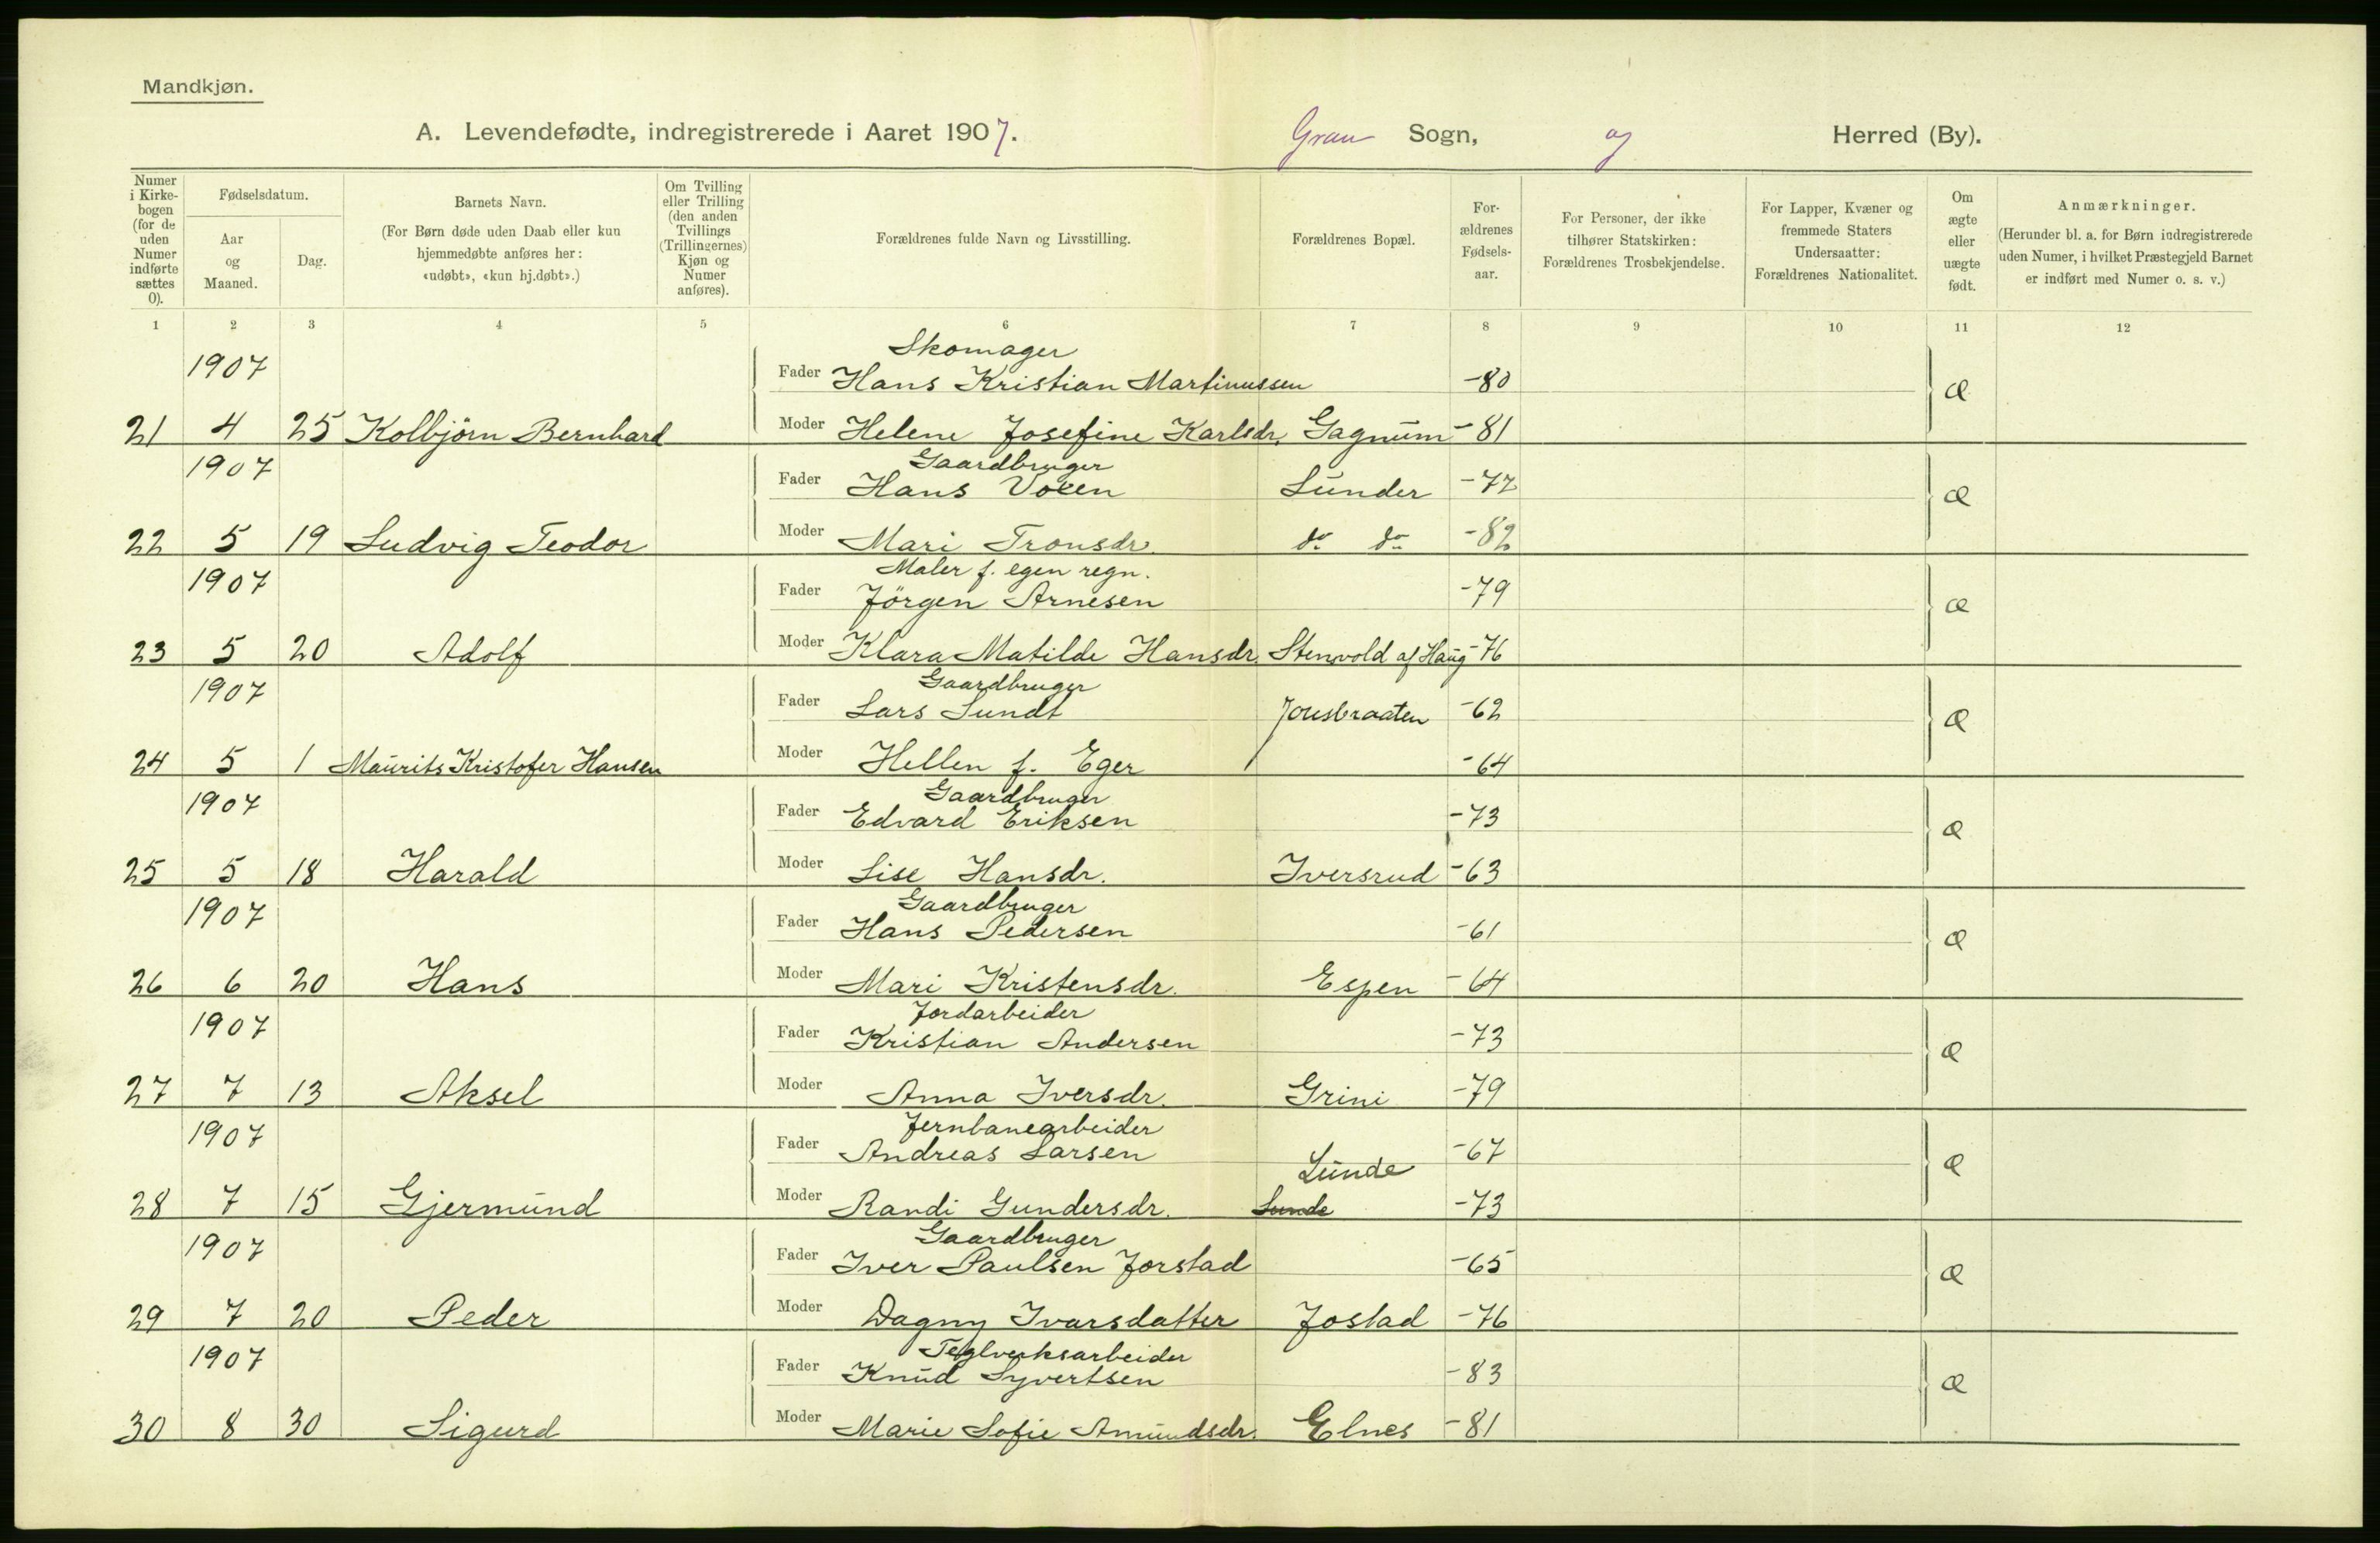 Mandkjøn.
A. Levendefødte, indregistrerede i Aaret 1907. Gran Sogn, og Herred (By).
Numer i Kirkebogen (for de uden Numer indførte sættes 0).
Fødselsdatum.
Aar og Maaned.
Dag.
Barnets Navn.
(For Børn døde uden Daab eller kun hjemmedøbte anføres her: «udøbt», «kun hj.døbt».)
Om Tvilling eller Trilling (den anden Tvillings (Trillingernes) Kjøn og Numer anføres).
Forældrenes fulde Navn og Livsstilling.
Forældrenes Bopæl.
Forældrenes Fødselsaar.
For Personer, der ikke tilhører Statskirken: Forældrenes Trosbekjendelse.
For Lapper, Kvæner og fremmede Staters Undersaatter: Forældrenes Nationalitet.
Om ægte eller uægte født.
Anmærkninger.
(Herunder bl. a. for Børn indregistrerede uden Numer, i hvilket Præstegjeld Barnet er indført med Numer o. s. v.)
1 2 3 4 5 6 7 8 9 10 11 12
Skomager
1907 Fader Hans Kristian Martinussen -80 æ
21 4 25 Kolbjörn Bernhard Moder Helene Josefine Karlsdr. Gagnum -81
Gaardbruger
1907 Fader Hans Voien Lunder -77 æ
22 5 19 Ludvig Teodor Moder Mari Tronsdr. do do -82
Maler f. egen regn.
1907 Fader Jörgen Arnesen -79 æ
23 5 20 Adolf Moder Klara Matilde Hansdr. Stenvold af Haug -76
Gaardbruger
1907 Fader Lars Sundt Jonsbraaten -62 æ
24 5 1 Maurits Kristofer Hansen Moder Hellen f. Eger -64
Gaardbruger
1907 Fader Edvard Eriksen -73 æ
25 5 18 Harald Moder Lise Hansdr. Iversrud -63
Gaardbruger
1907 Fader Hans Pedersen -61 æ
26 6 20 Hans Moder Mari Kristensdr. Espen -64
Jordarbeider
1907 Fader Kristian Andersen -73 æ
27 7 13 Aksel Moder Anna Iversdr. Grini -79
Jernbanearbeider
1907 Fader Andreas Larsen Lunde -67 æ
28 7 15 Gjermund Moder Randi Gundersdr. Lunde -73
Gaardbruger
1907 Fader Iver Paulsen Jorstad -65 æ
29 7 20 Peder Moder Dagny Ivarsdatter Jostad -76
Teglverksarbeider
1907 Fader Knud Syvertsen -83 æ
30 8 30 Sigurd Moder Marie Sofie Amundsdr. Elnes -81